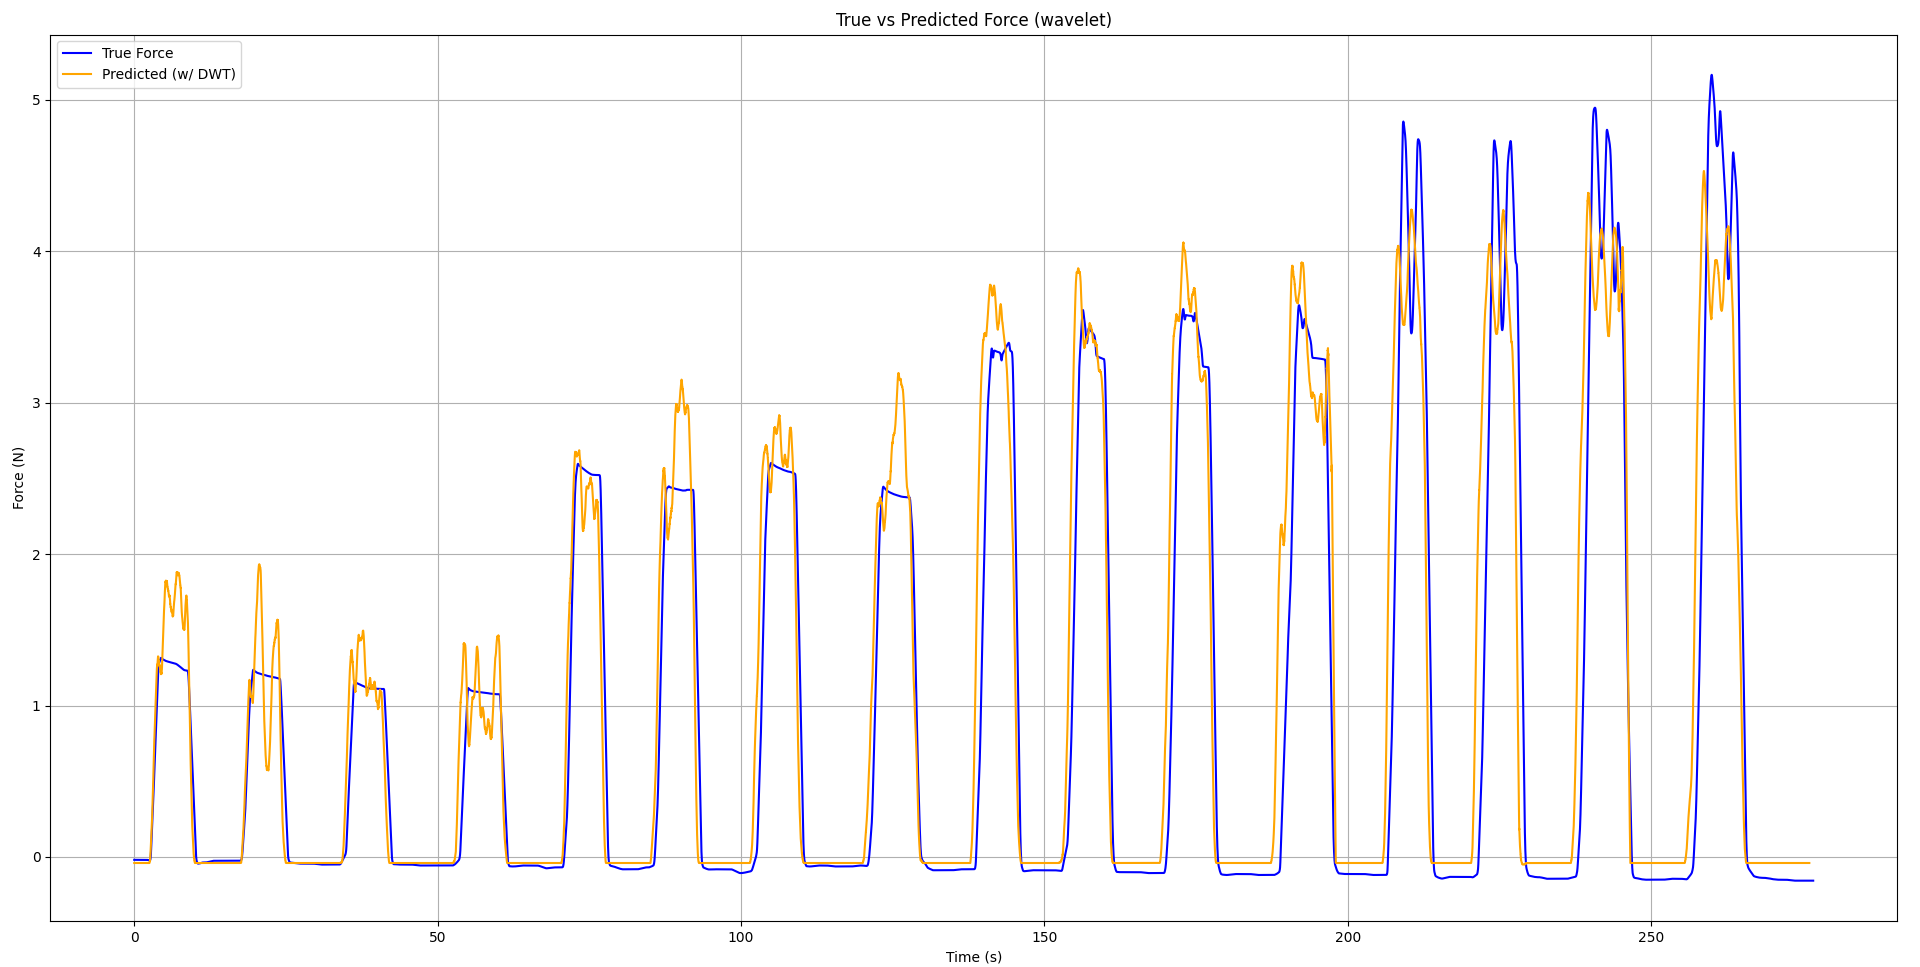 True vs Predicted Force (wavelet)
True Force
Predicted (w/ DWT)
5
4
3
2
1
0
Force (N)
0
50
100
150
200
250
Time (s)